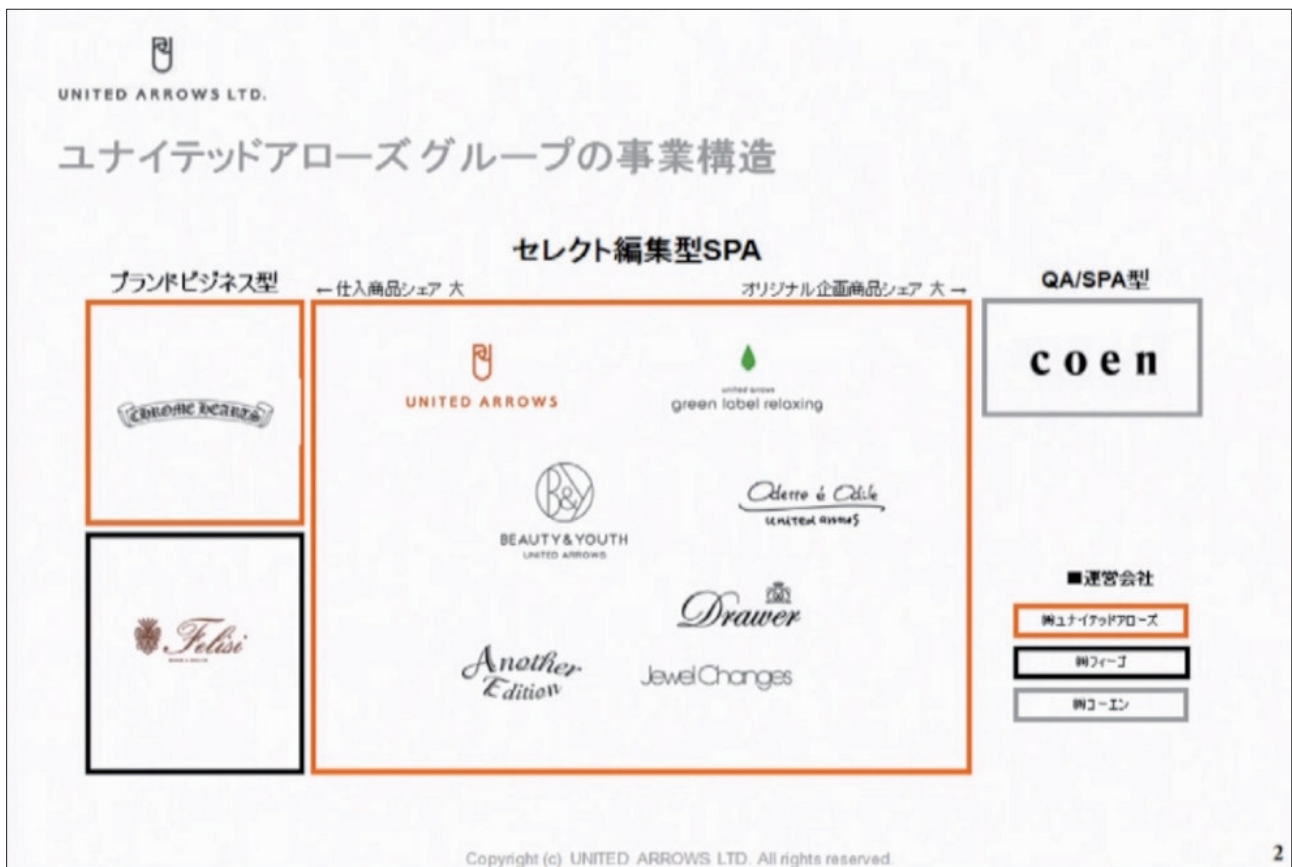 UNITED ARROWS LTD.
ユナイテッドアローズグループの事業構造
セレクト編集型SPA
ブランドビジネス型
←仕入商品シェア 大
オリジナル企画商品シェア 大→
QA/SPA型
CHROME HEARTS
UNITED ARROWS
united arrows
green label relaxing
coen
B&Y
BEAUTY&YOUTH
UNITED ARROWS
Odette é Odile
united arrows
■運営会社
Drawer
㈱ユナイテッドアローズ
Felisi
Another
Edition
Jewel Changes
㈱フィーゴ
㈱コーエン
Copyright (c) UNITED ARROWS LTD. All rights reserved.
2